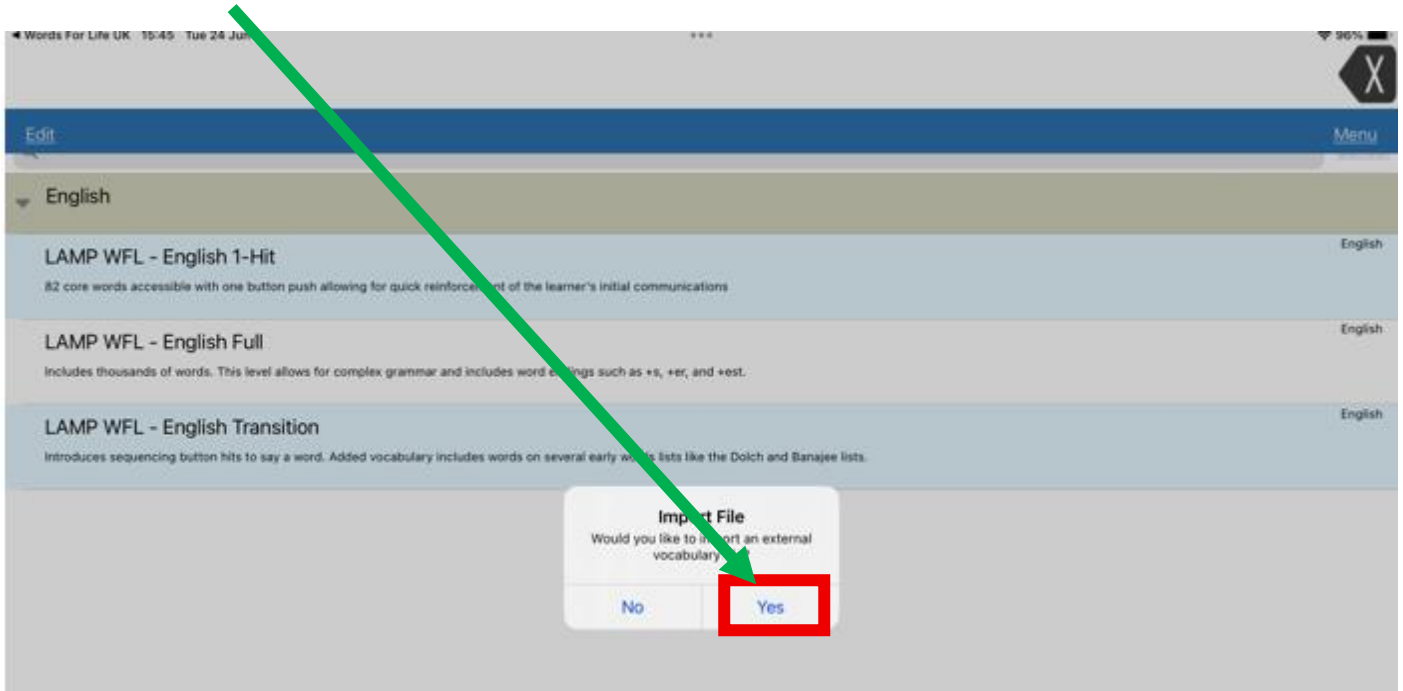 Words For Life UK 15:45 Tue 24 Jun
96%
X
Edit
Menu
English
LAMP WFL - English 1-Hit
English
82 core words accessible with one button push allowing for quick reinforcement of the learner's initial communications
LAMP WFL - English Full
English
Includes thousands of words. This level allows for complex grammar and includes word endings such as +s, +er, and +est.
LAMP WFL - English Transition
English
Introduces sequencing button hits to say a word. Added vocabulary includes words on several early words lists like the Dolch and Banajee lists.
Import File
Would you like to import an external
vocabulary
No
Yes